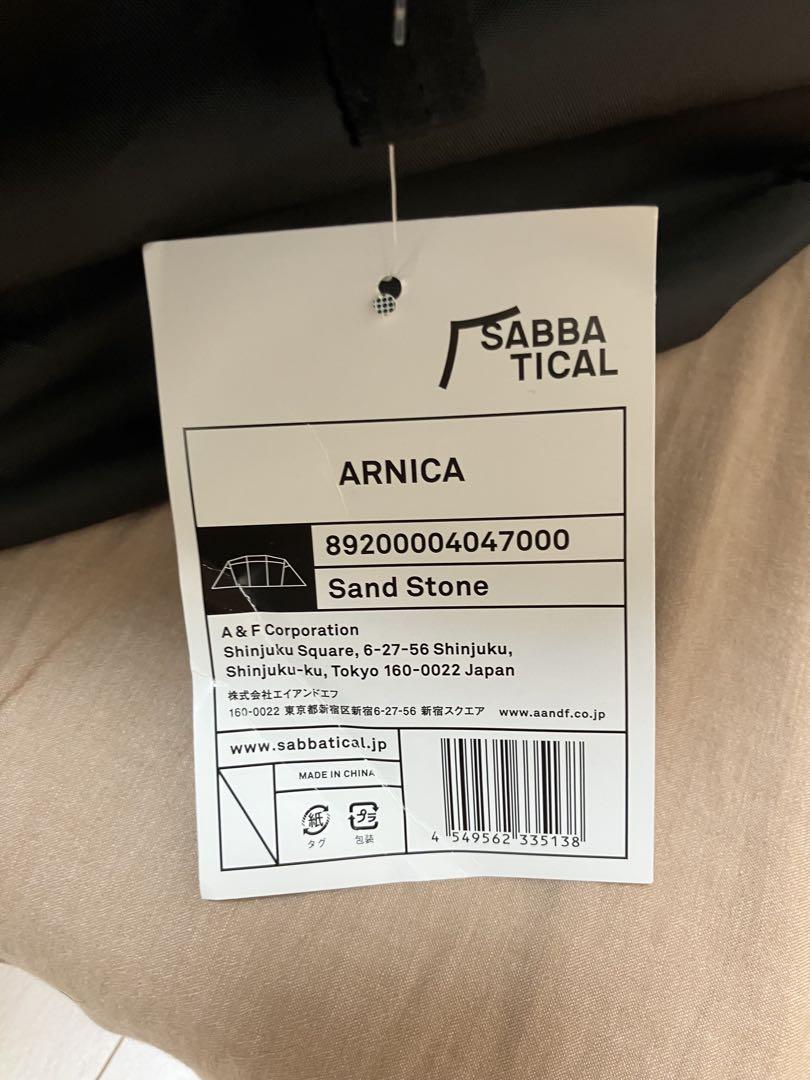 SABBA
TICAL
ARNICA
89200004047000
Sand Stone
A & F Corporation
Shinjuku Square, 6-27-56 Shinjuku,
Shinjuku-ku, Tokyo 160-0022 Japan
株式会社エイアンドエフ
160-0022 東京都新宿区新宿6-27-56 新宿スクエア www.aandf.co.jp
www.sabbatical.jp
MADE IN CHINA
紙 プラ
タグ 包装
4 549562 335138